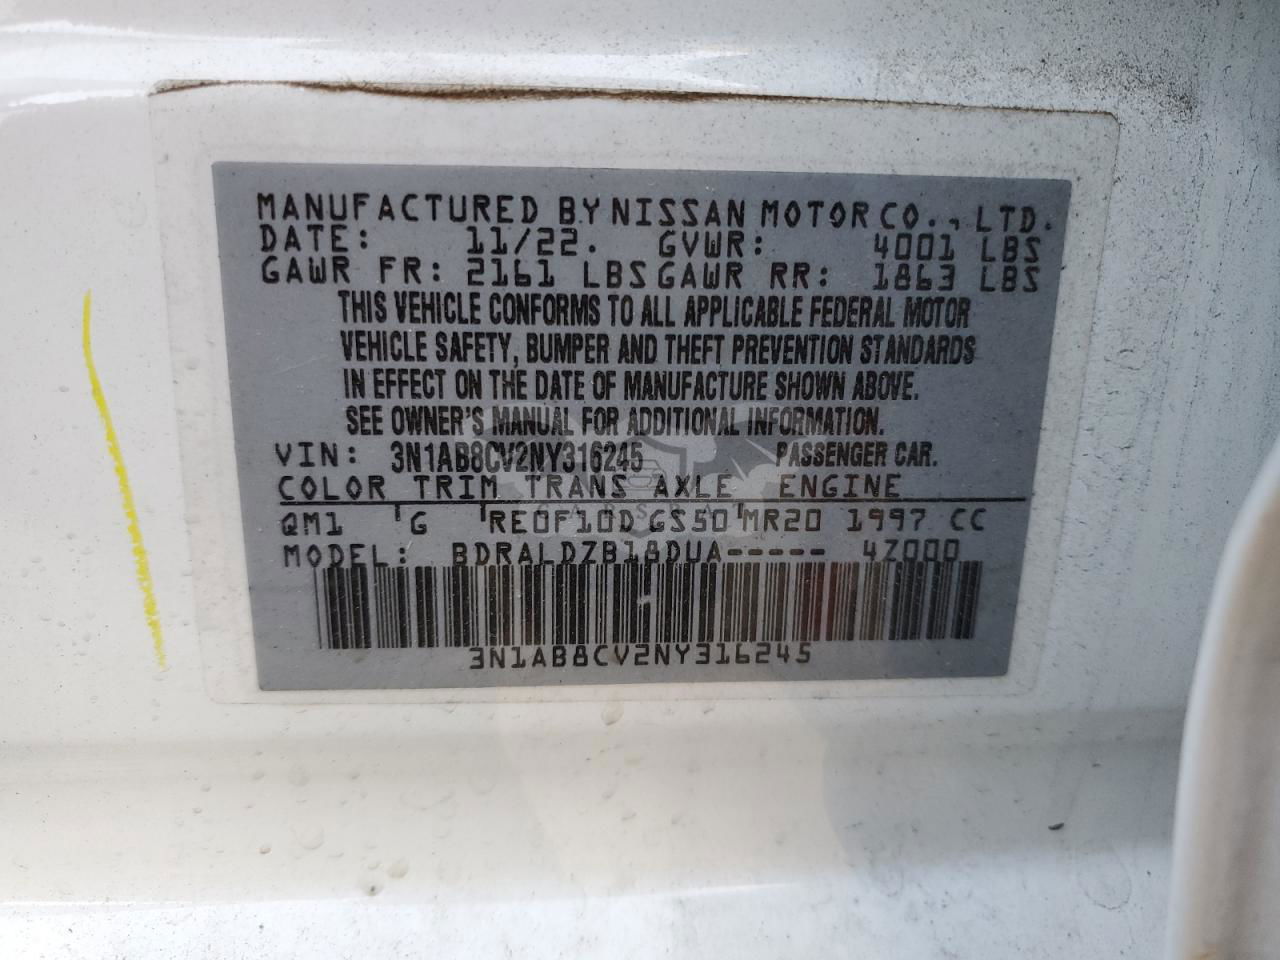 MANUFACTURED BY NISSAN MOTOR CO., LTD.
DATE: 11/22. GVWR: 4001 LBS
GAWR FR: 2161 LBS GAWR RR: 1863 LBS
THIS VEHICLE CONFORMS TO ALL APPLICABLE FEDERAL MOTOR
VEHICLE SAFETY, BUMPER AND THEFT PREVENTION STANDARDS
IN EFFECT ON THE DATE OF MANUFACTURE SHOWN ABOVE.
SEE OWNER'S MANUAL FOR ADDITIONAL INFORMATION.
VIN: 3N1AB8CV2NY316245 PASSENGER CAR.
COLOR TRIM TRANS AXLE ENGINE
QM1 'G 'RE0F10D GS50'MR20 1997 CC
MODEL: BDRALDZB18DUA----- 4Z000
3N1AB8CV2NY316245